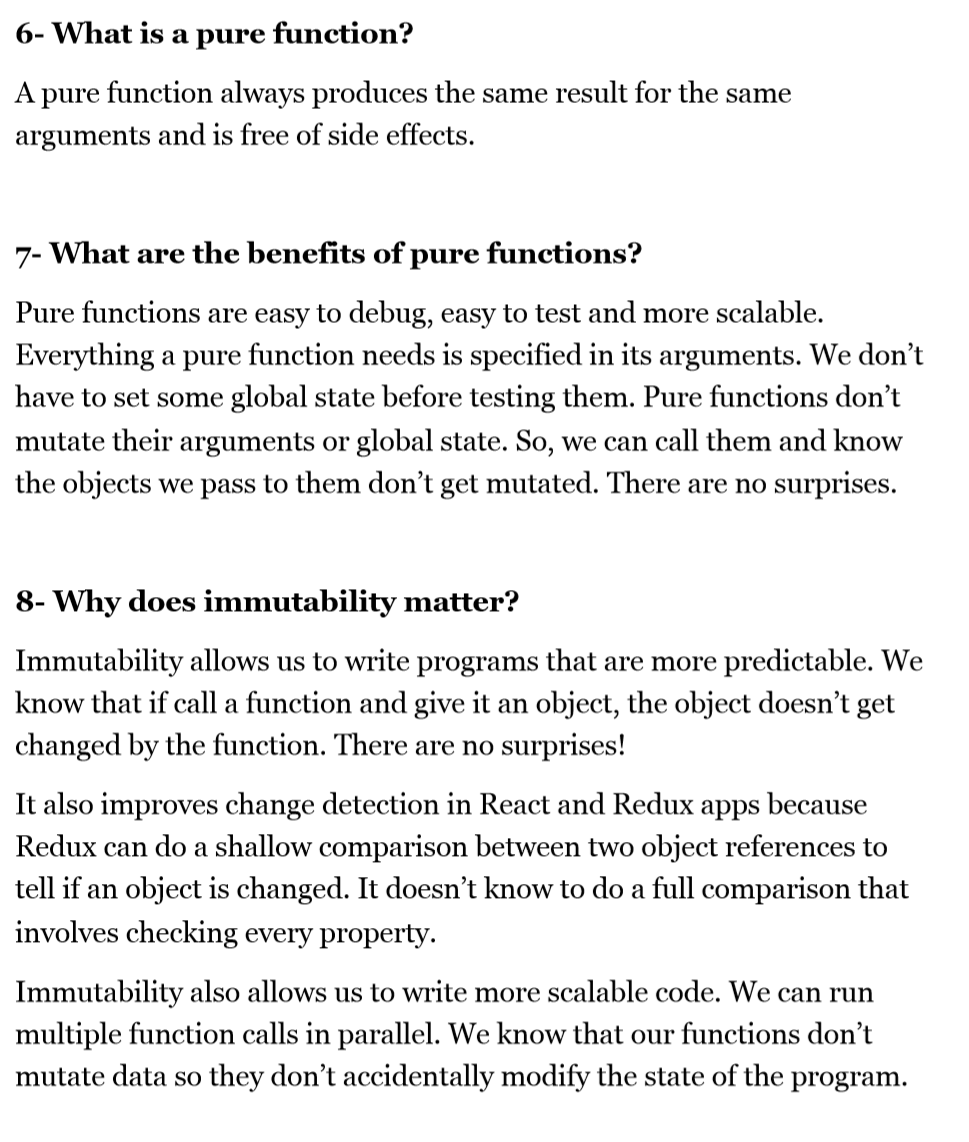 6- What is a pure function?
A pure function always produces the same result for the same
arguments and is free of side effects.
7- What are the benefits of pure functions?
Pure functions are easy to debug, easy to test and more scalable.
Everything a pure function needs is specified in its arguments. We don’t
have to set some global state before testing them. Pure functions don’t
mutate their arguments or global state. So, we can call them and know
the objects we pass to them don’t get mutated. There are no surprises.
8- Why does immutability matter?
Immutability allows us to write programs that are more predictable. We
know that if call a function and give it an object, the object doesn’t get
changed by the function. There are no surprises!
It also improves change detection in React and Redux apps because
Redux can do a shallow comparison between two object references to
tell if an object is changed. It doesn’t know to do a full comparison that
involves checking every property.
Immutability also allows us to write more scalable code. We can run
multiple function calls in parallel. We know that our functions don’t
mutate data so they don’t accidentally modify the state of the program.